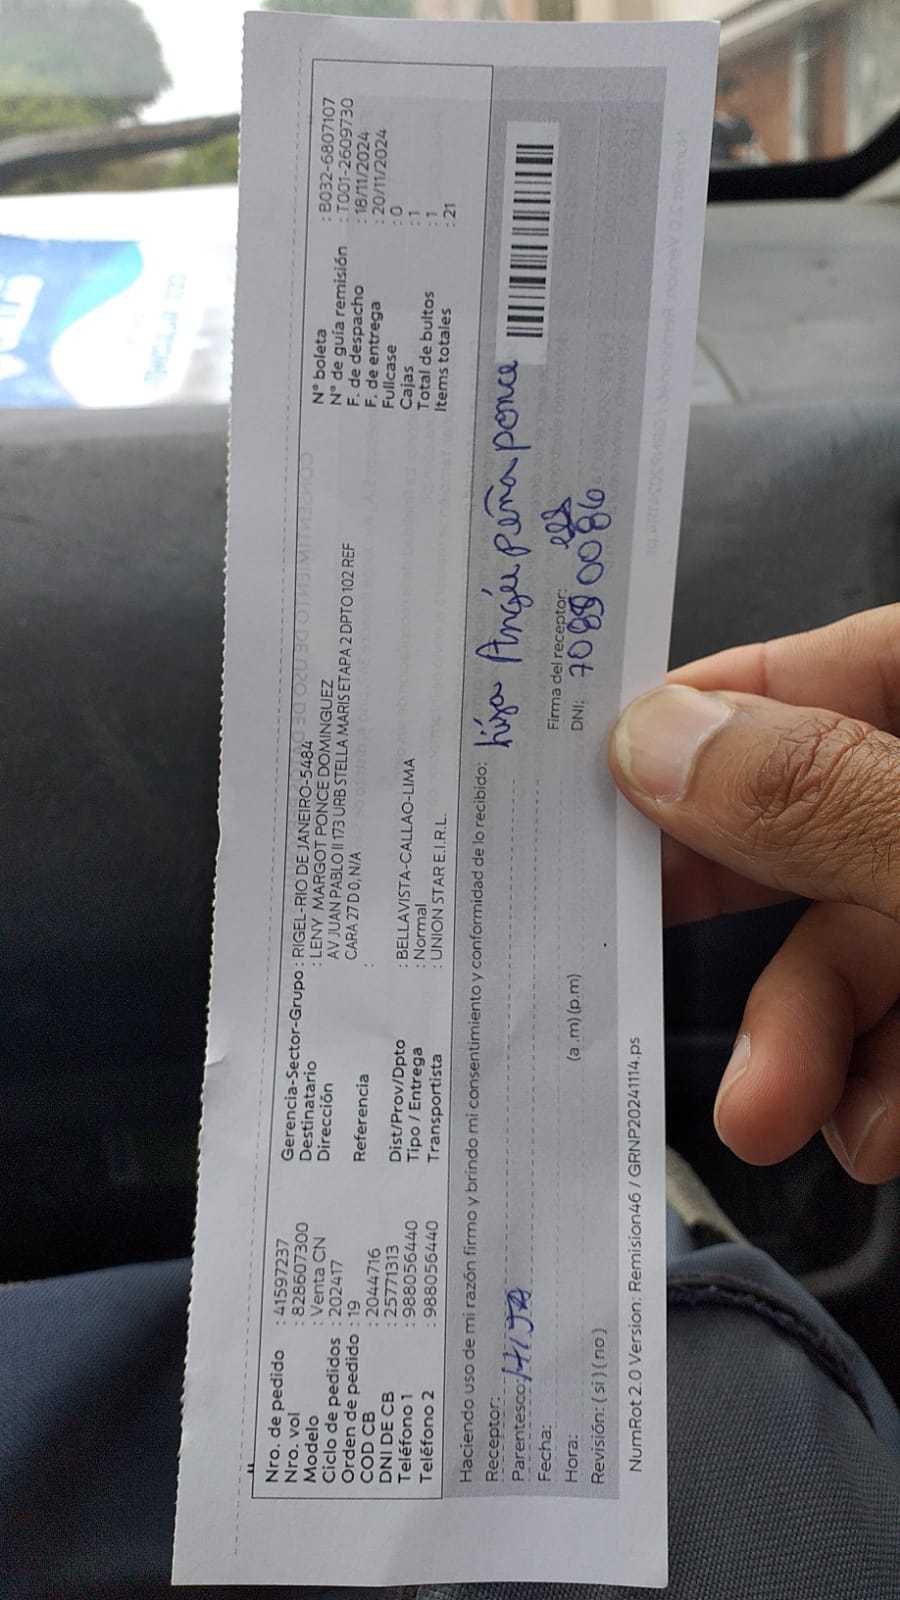 Nro. de pedido : 41597237
Nro. vol : 828607300
Modelo : Venta CN
Ciclo de pedidos : 202417
Orden de pedido : 19
COD CB : 2044716
DNI DE CB : 25771313
Teléfono 1 : 988056440
Teléfono 2 : 988056440
Gerencia-Sector-Grupo : RIGEL-RIO DE JANEIRO-5484
Destinatario : LENY MARGOT PONCE DOMINGUEZ
Dirección AV JUAN PABLO II 173 URB STELLA MARIS ETAPA 2 DPTO 102 REF
CARA 27 D 0, N/A
Referencia :
Dist/Prov/Dpto : BELLAVISTA-CALLAO-LIMA
Tipo / Entrega : Normal
Transportista : UNION STAR E.I.R.L.
N° boleta : B032-6807107
N° de guía remisión : T001-2609730
F. de despacho : 18/11/2024
F. de entrega : 20/11/2024
Fullcase : 0
Cajas : 1
Total de bultos : 1
Items totales : 21
Haciendo uso de mi razón firmo y brindo mi consentimiento y conformidad de lo recibido:
Receptor: Peña ponce
Parentesco: HIJA
Fecha: Firma del receptor:
Hora: (a .m) (p.m) DNI:
Revisión: ( si ) ( no )
NumRot 2.0 Version: Remision46 / GRNP20241114.ps